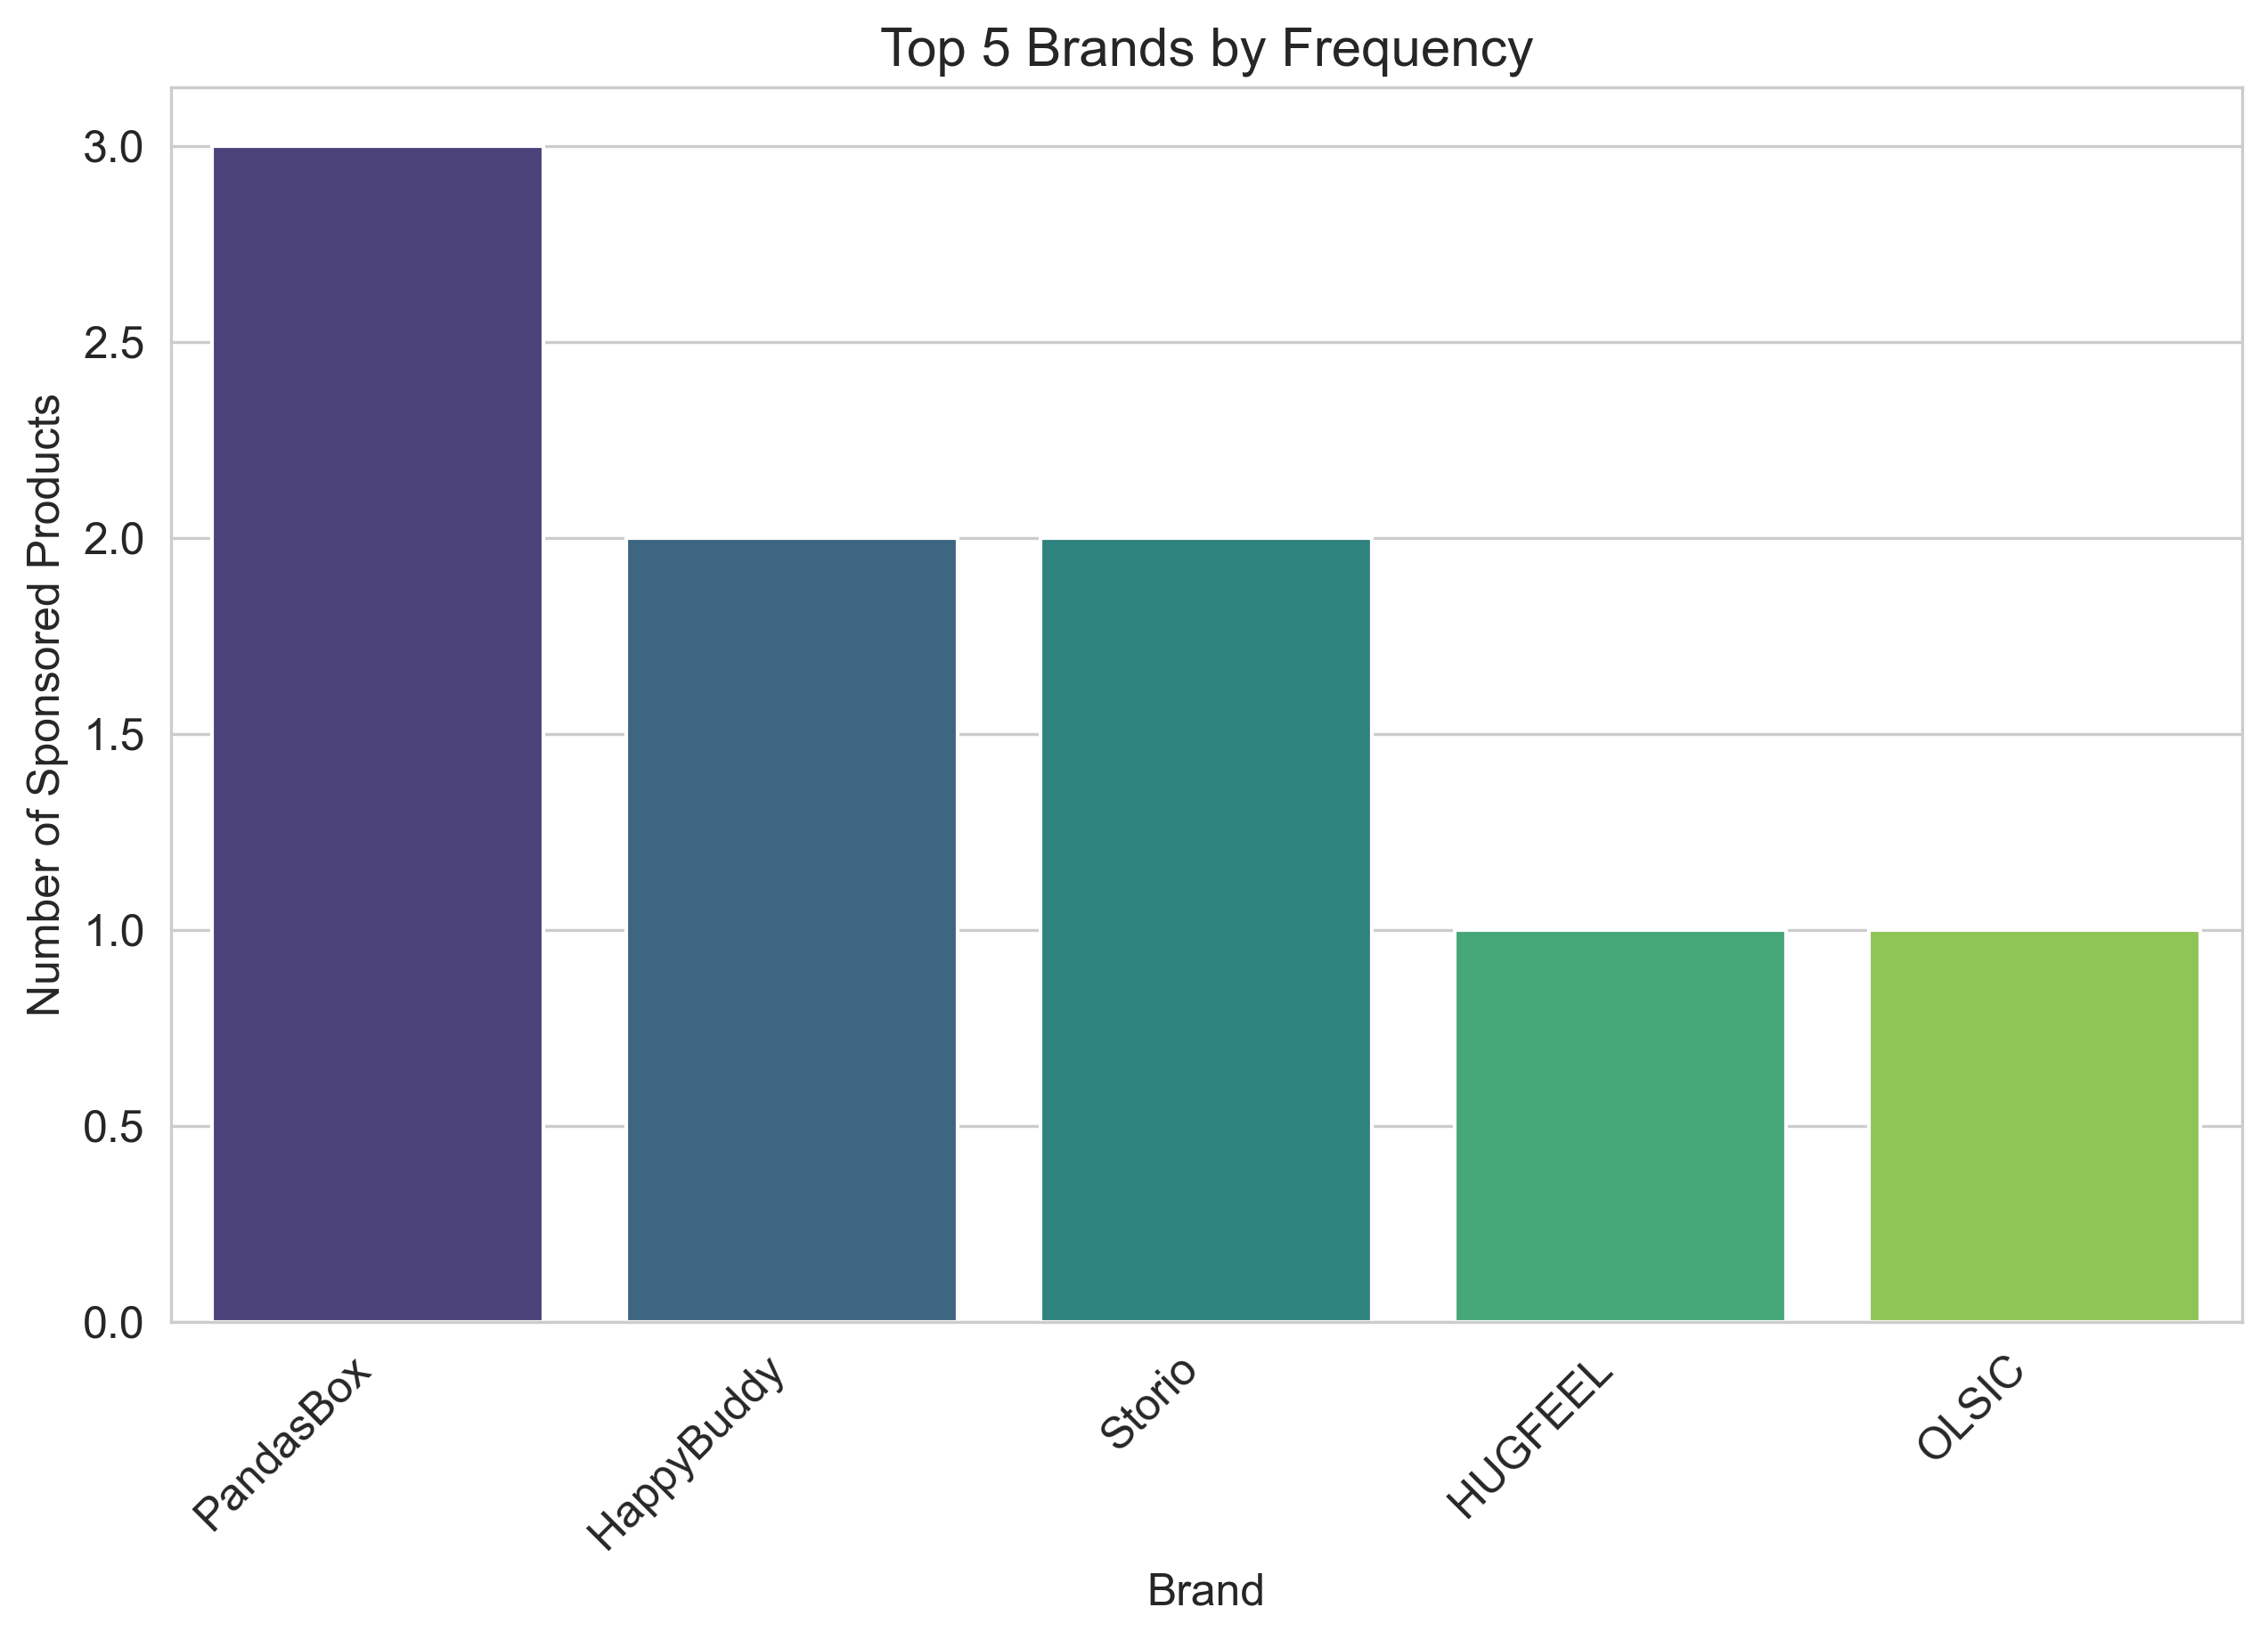 Top 5 Brands by Frequency
Number of Sponsored Products
3.0
2.5
2.0
1.5
1.0
0.5
0.0
PandasBox
HappyBuddy
Storio
HUGFEEL
OLSIC
Brand